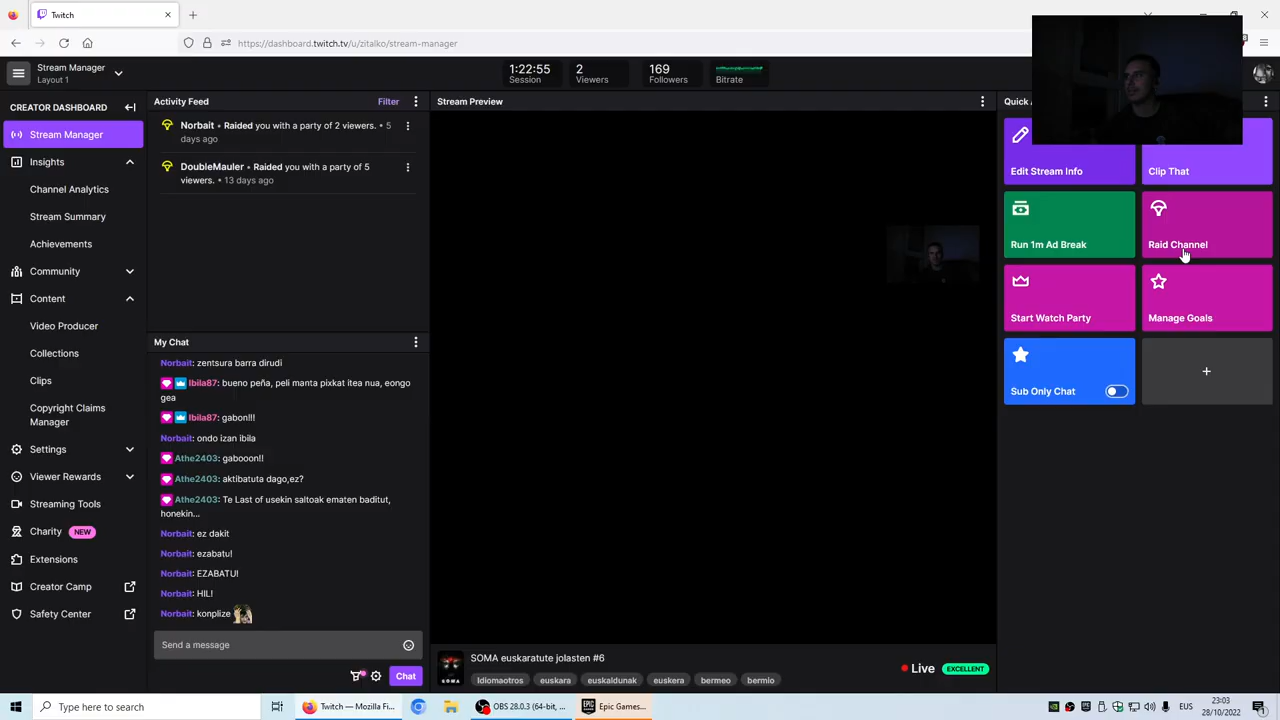 Twitch
https://dashboard.twitch.tv/u/zitalko/stream-manager
Stream Manager
Layout 1
1:22:55
Session
2
Viewers
169
Followers
Bitrate
CREATOR DASHBOARD
Stream Manager
Insights
Channel Analytics
Stream Summary
Achievements
Community
Content
Video Producer
Collections
Clips
Copyright Claims
Manager
Settings
Viewer Rewards
Streaming Tools
Charity NEW
Extensions
Creator Camp
Safety Center
Activity Feed
Filter
Norbait • Raided you with a party of 2 viewers. • 5
days ago
DoubleMauler • Raided you with a party of 5
viewers. • 13 days ago
My Chat
Norbait: zentsura barra dirudi
Ibila87: bueno peña, peli manta pixkat itea nua, eongo
gea
Ibila87: gabon!!!
Norbait: ondo izan ibila
Athe2403: gabooon!!
Athe2403: aktibatuta dago,ez?
Athe2403: Te Last of usekin saltoak ematen baditut,
honekin...
Norbait: ez dakit
Norbait: ezabatu!
Norbait: EZABATU!
Norbait: HIL!
Norbait: konplize
Send a message
Chat
Stream Preview
SOMA
SOMA euskaratute jolasten #6
Idiomaotros
euskara
euskaldunak
euskera
bermeo
bermio
Live
EXCELLENT
Quick
Edit Stream Info
Clip That
Run 1m Ad Break
Raid Channel
Start Watch Party
Manage Goals
Sub Only Chat
Type here to search
Twitch — Mozilla Fi...
OBS 28.0.3 (64-bit, ...
Epic Games...
EUS
23:03
28/10/2022